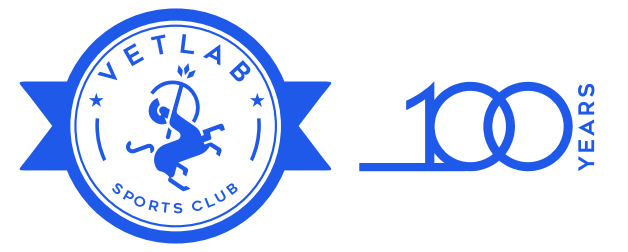 VETLAB
SPORTS CLUB
100
YEARS